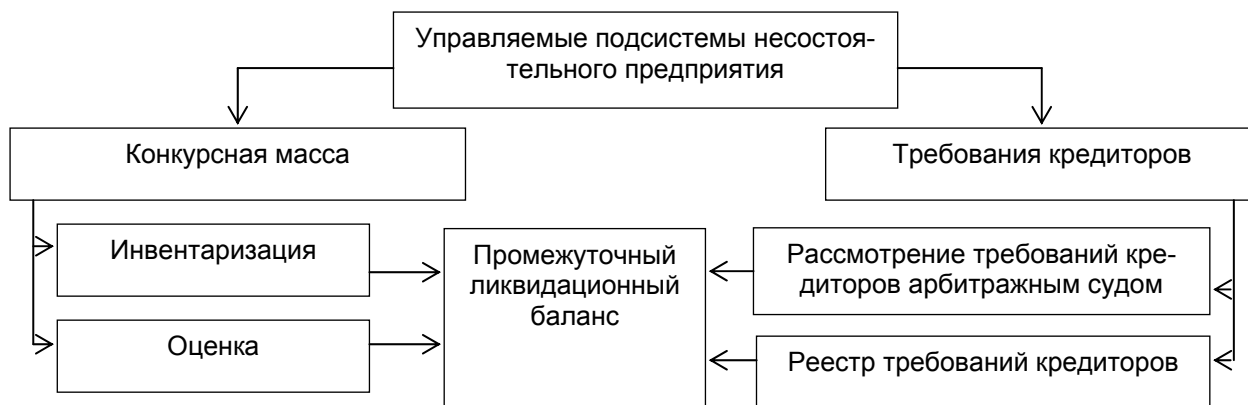 Управляемые подсистемы несостоя-
тельного предприятия
Конкурсная масса
Требования кредиторов
Инвентаризация
Оценка
Промежуточный
ликвидационный
баланс
Рассмотрение требований кре-
диторов арбитражным судом
Реестр требований кредиторов